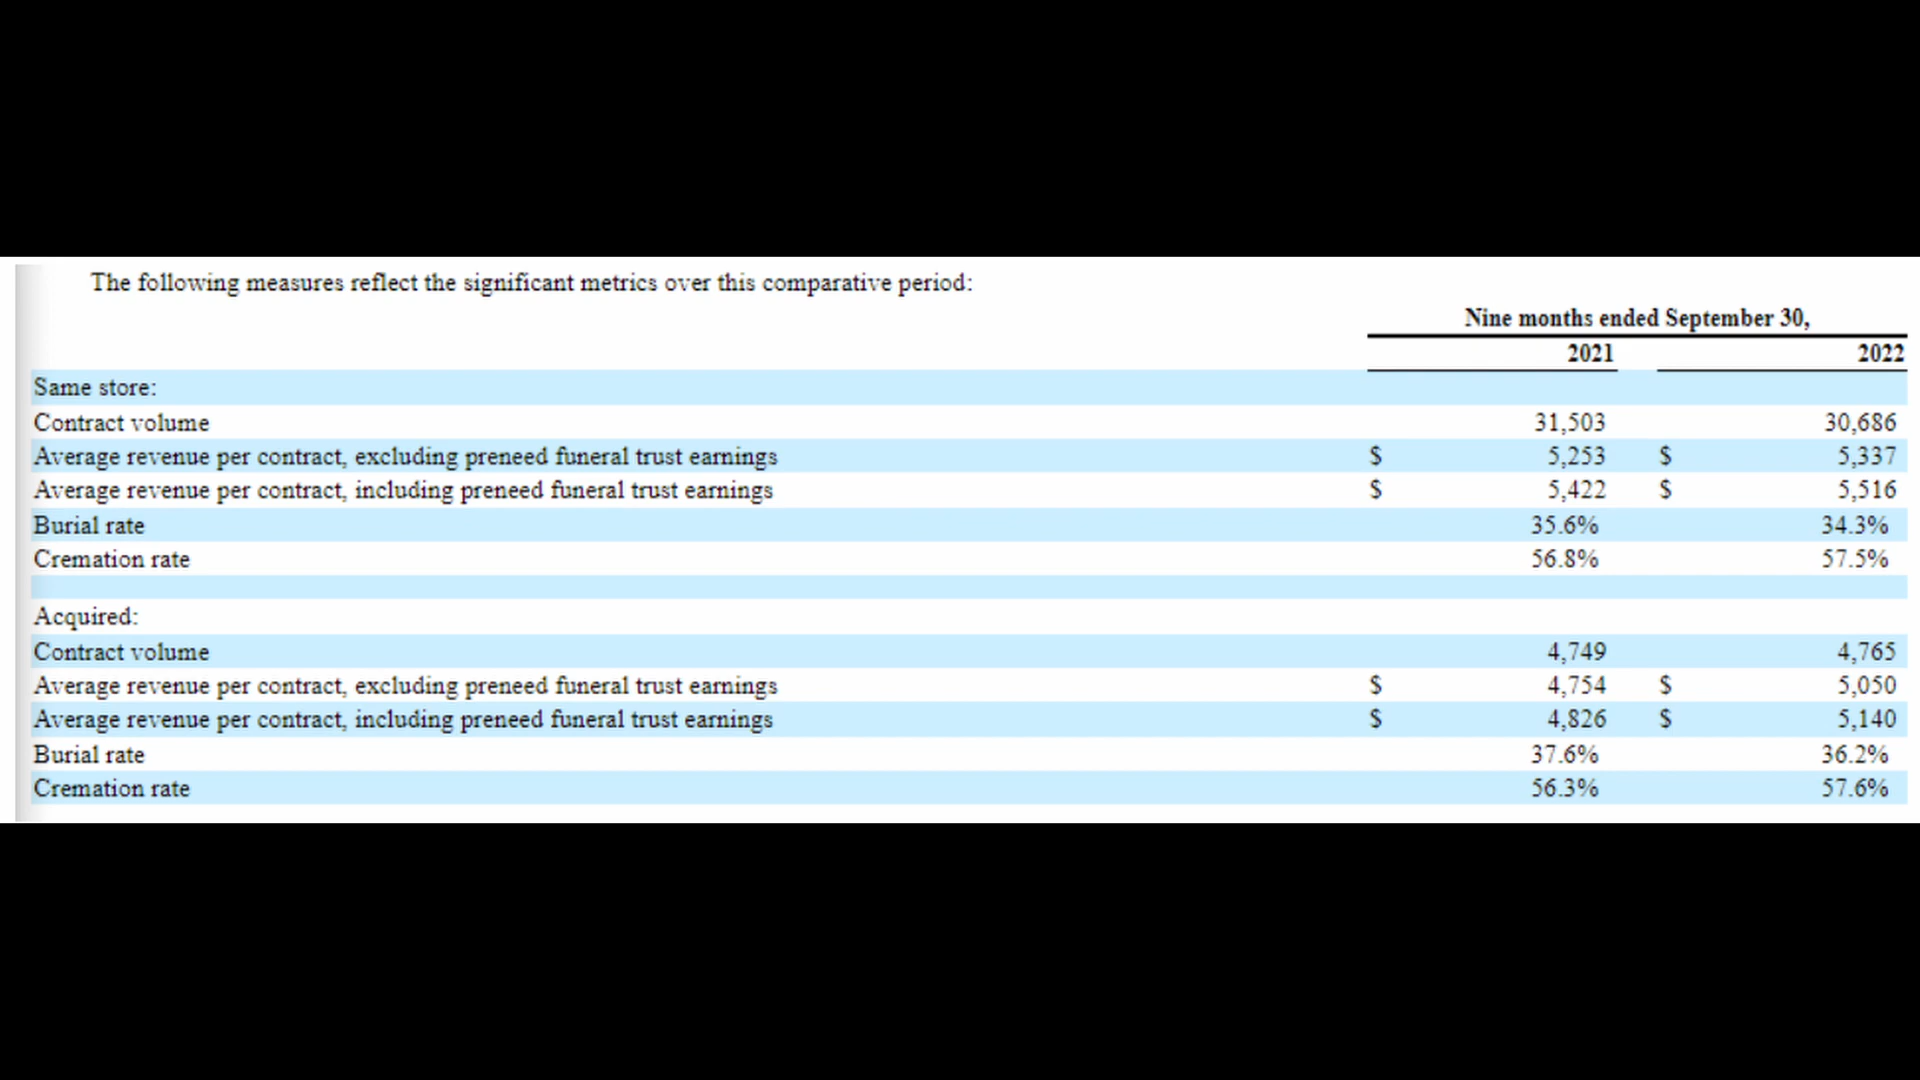 The following measures reflect the significant metrics over this comparative period:
Nine months ended September 30,
2021 2022
Same store:
Contract volume 31,503 30,686
Average revenue per contract, excluding preneed funeral trust earnings $ 5,253 $ 5,337
Average revenue per contract, including preneed funeral trust earnings $ 5,422 $ 5,516
Burial rate 35.6% 34.3%
Cremation rate 56.8% 57.5%
Acquired:
Contract volume 4,749 4,765
Average revenue per contract, excluding preneed funeral trust earnings $ 4,754 $ 5,050
Average revenue per contract, including preneed funeral trust earnings $ 4,826 $ 5,140
Burial rate 37.6% 36.2%
Cremation rate 56.3% 57.6%